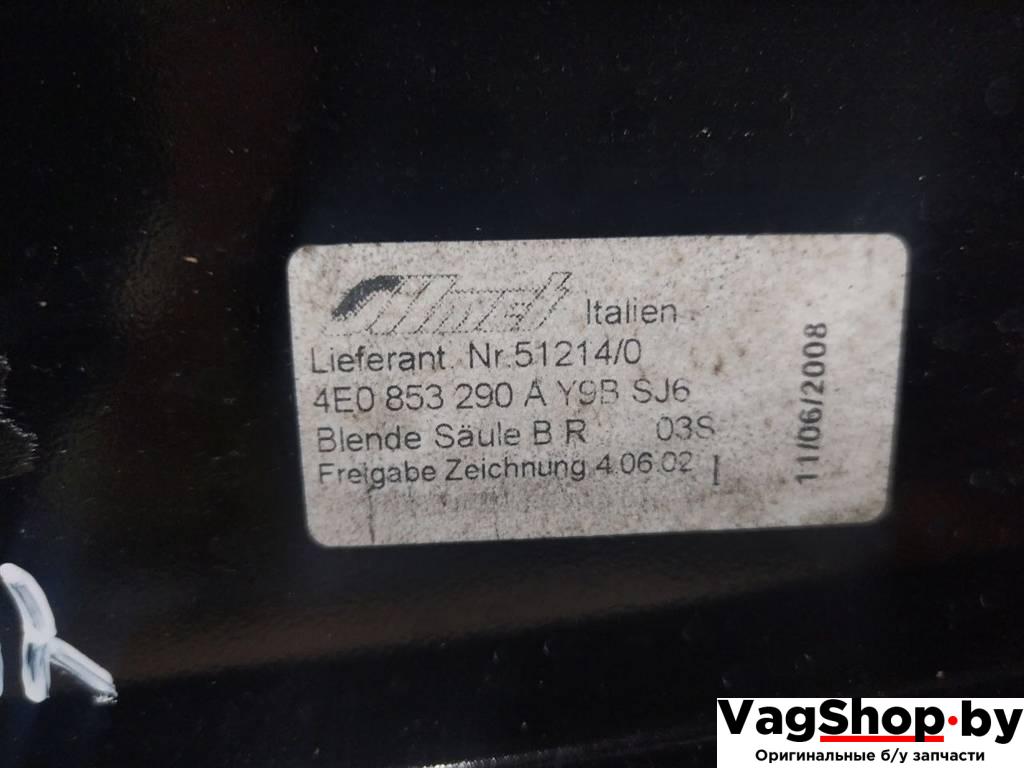 Italien
Lieferant. Nr.51214/0
4E0 853 290 A Y9B SJ6
Blende Säule B R 03S
Freigabe Zeichnung 4.06.02
11/06/2008
VagShop.by
Оригинальные б/у запчасти